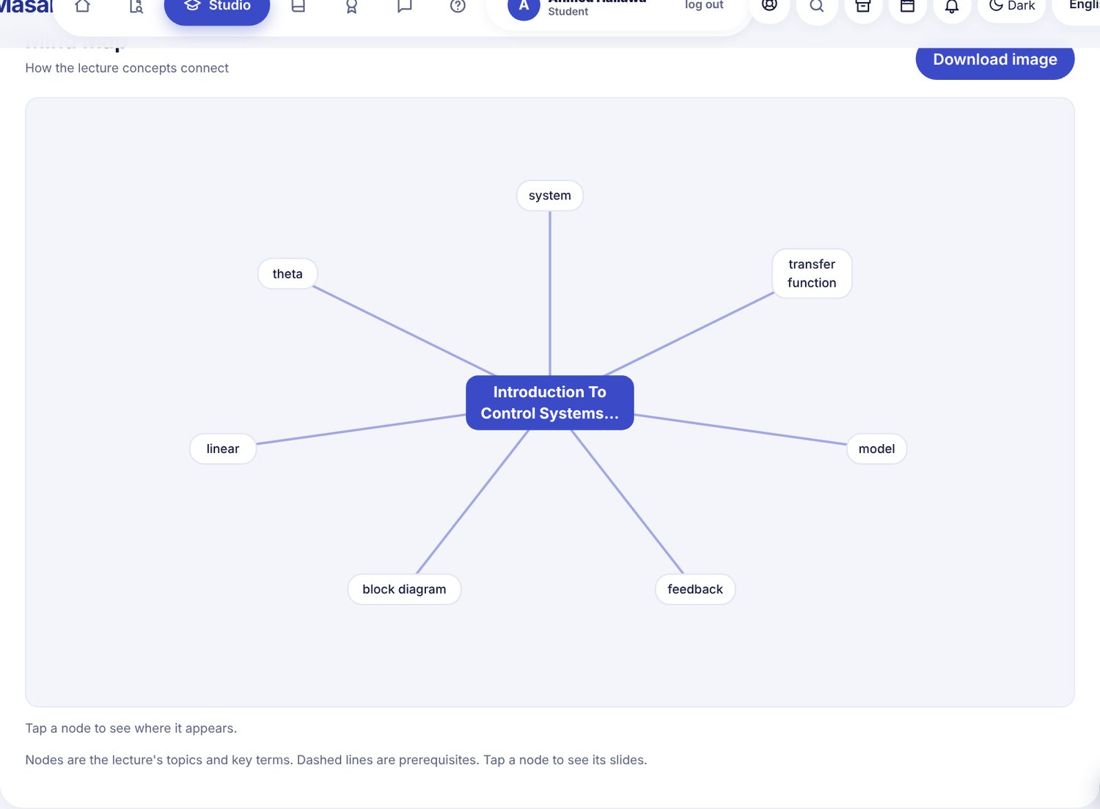 Studio
A
Student
log out
Dark
How the lecture concepts connect
Download image
system
theta
transfer
function
Introduction To
Control Systems...
linear
model
block diagram
feedback
Tap a node to see where it appears.
Nodes are the lecture's topics and key terms. Dashed lines are prerequisites. Tap a node to see its slides.